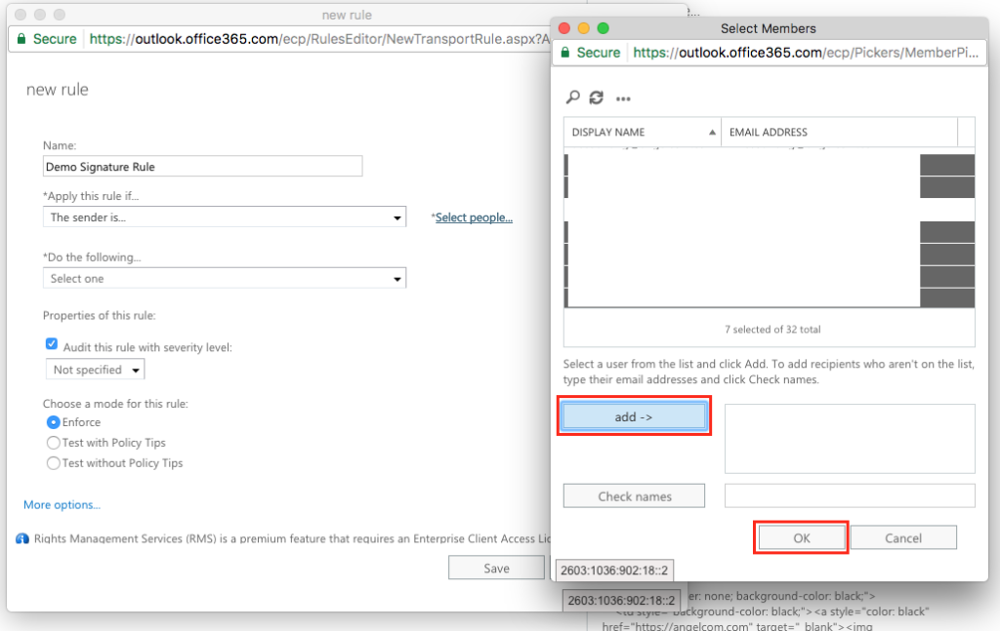 new rule
Secure https://outlook.office365.com/ecp/RulesEditor/NewTransportRule.aspx?A
new rule
Name:
Demo Signature Rule
*Apply this rule if...
The sender is...
*Select people...
*Do the following...
Select one
Properties of this rule:
Audit this rule with severity level:
Not specified
Choose a mode for this rule:
Enforce
Test with Policy Tips
Test without Policy Tips
More options...
Rights Management Services (RMS) is a premium feature that requires an Enterprise Client Access Lic
Save
Select Members
Secure https://outlook.office365.com/ecp/Pickers/MemberPi...
DISPLAY NAME EMAIL ADDRESS
7 selected of 32 total
Select a user from the list and click Add. To add recipients who aren't on the list,
type their email addresses and click Check names.
add ->
Check names
OK Cancel
2603:1036:902:18::2
2603:1036:902:18::2
er: none; background-color: black;">
<td style="background-color: black;"><a style="color: black"
href="https://angelcom.com" target="_blank"><img